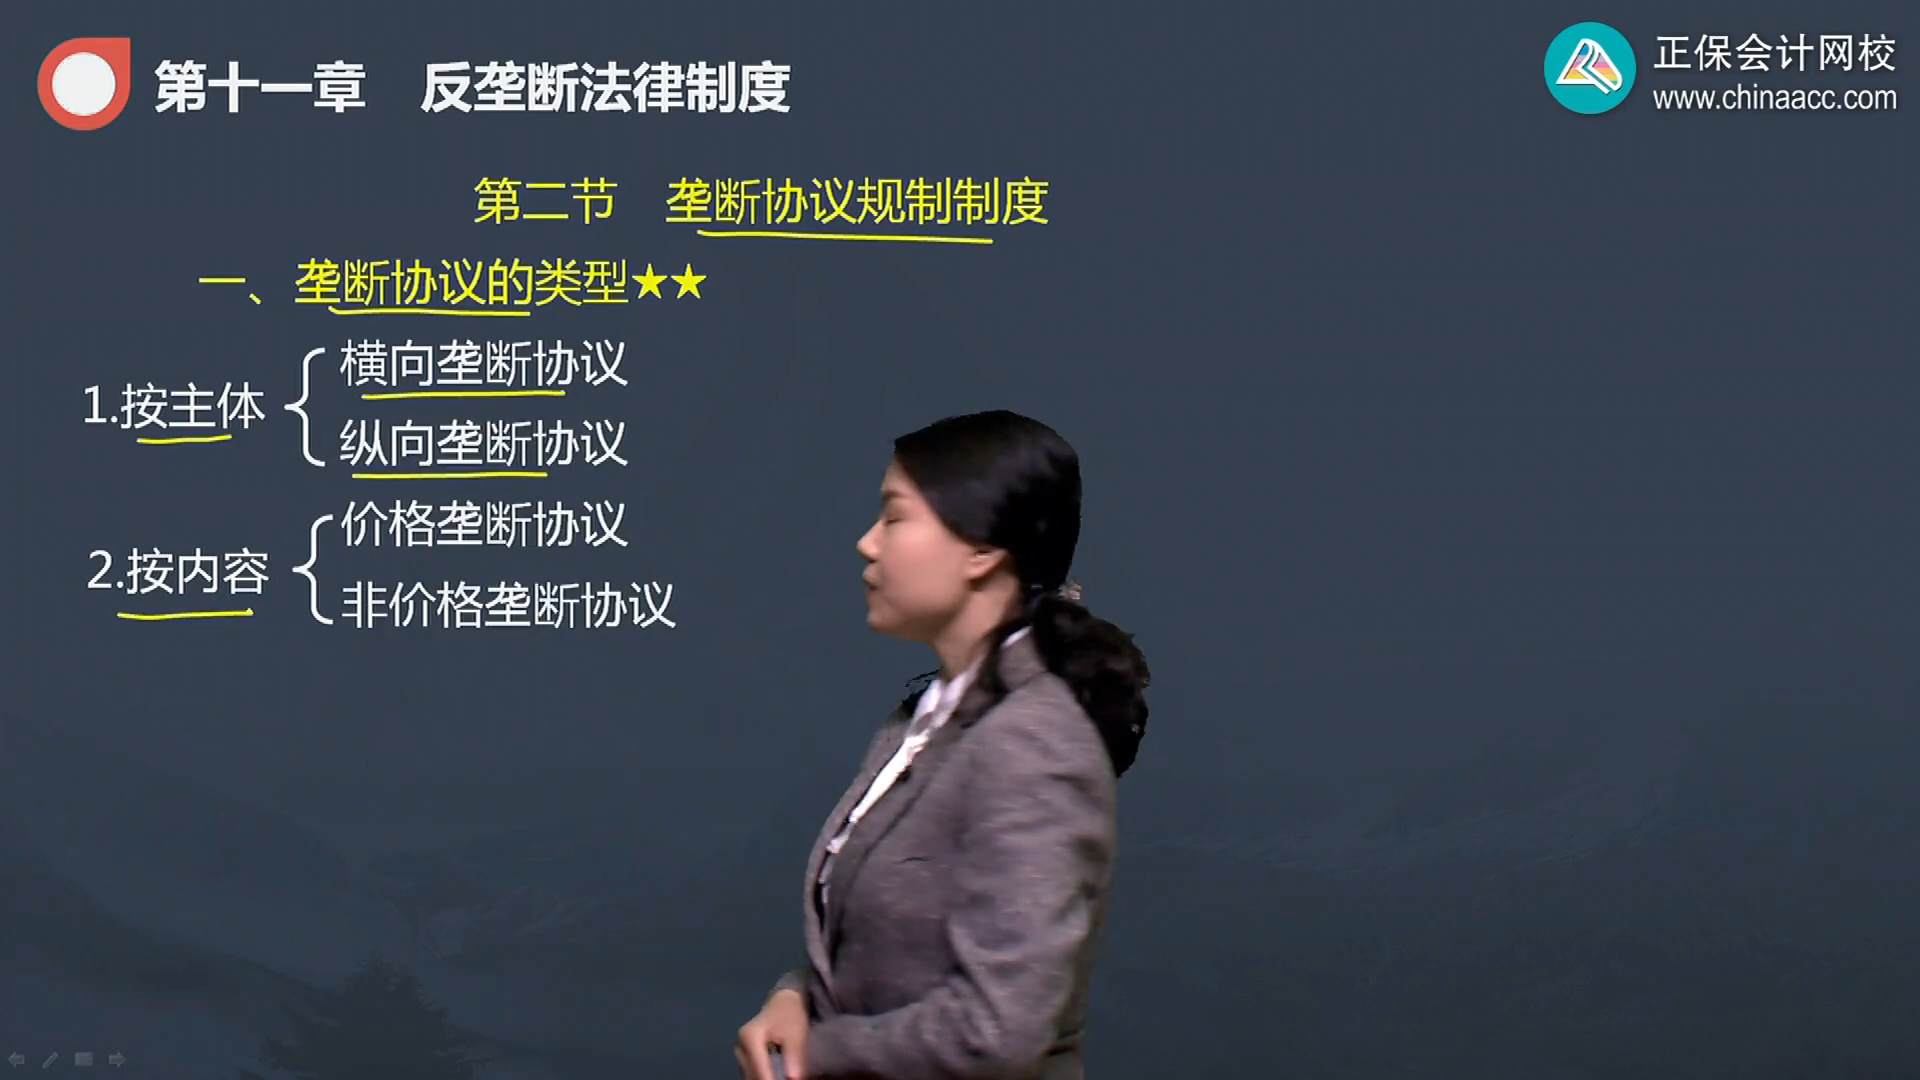 第十一章 反垄断法律制度
正保会计网校
www.chinaacc.com
第二节 垄断协议规制制度
一、垄断协议的类型★★
1.按主体
横向垄断协议
纵向垄断协议
2.按内容
价格垄断协议
非价格垄断协议